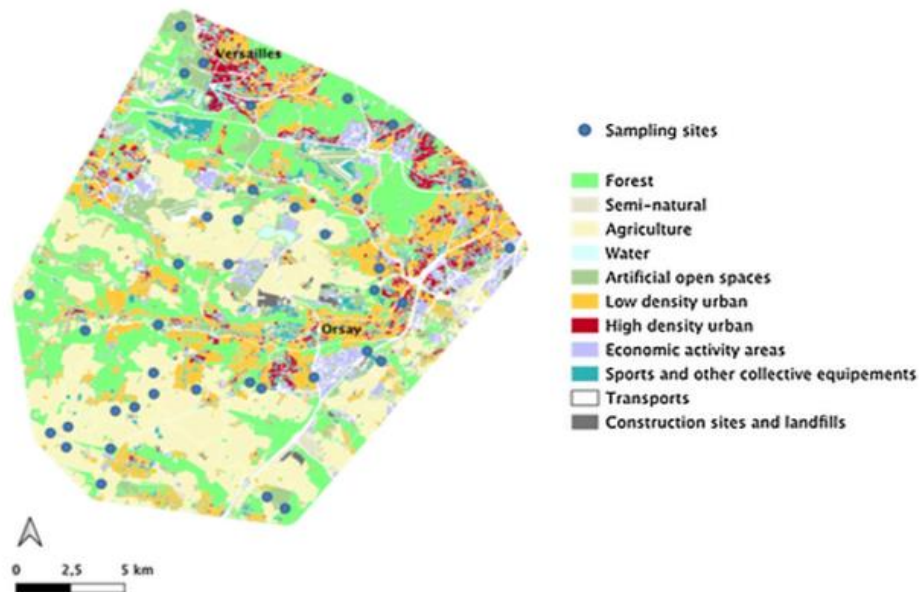 Versailles
Sampling sites
Forest
Semi-natural
Agriculture
Water
Artificial open spaces
Low density urban
High density urban
Orsay
Economic activity areas
Sports and other collective equipements
Transports
Construction sites and landfills
0 2,5 5 km